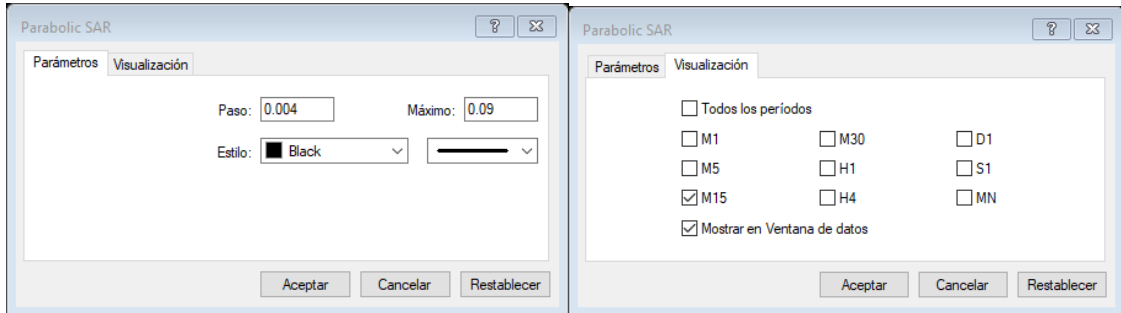 Parabolic SAR
Parámetros Visualización
Paso: 0.004 Máximo: 0.09
Estilo: Black
Aceptar Cancelar Restablecer
Parabolic SAR
Parámetros Visualización
Todos los períodos
M1 M30 D1
M5 H1 S1
M15 H4 MN
Mostrar en Ventana de datos
Aceptar Cancelar Restablecer